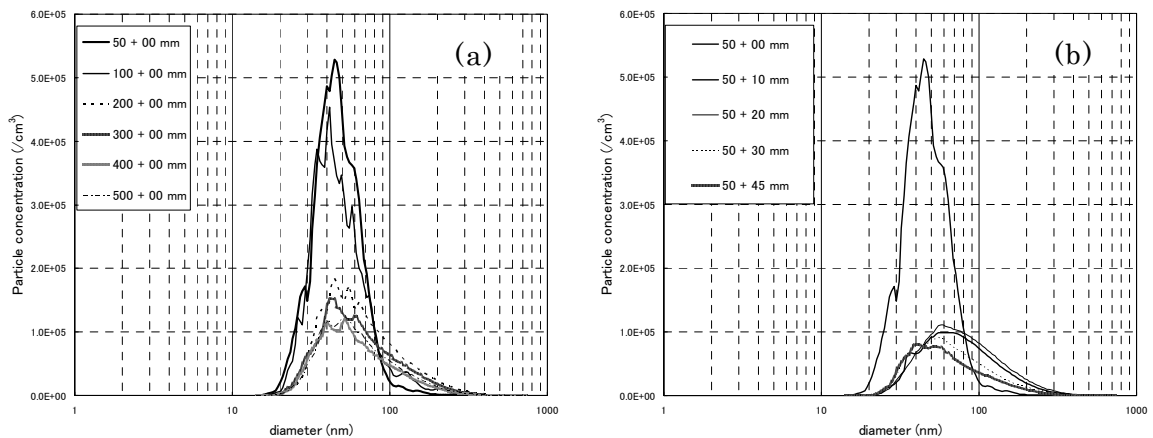 (a)
Particle concentration (/cm³)
6.0E+05
5.0E+05
4.0E+05
3.0E+05
2.0E+05
1.0E+05
0.0E+00
50 + 00 mm
100 + 00 mm
200 + 00 mm
300 + 00 mm
400 + 00 mm
500 + 00 mm
1 10 100 1000
diameter (nm)
(b)
Particle concentration (/cm³)
6.0E+05
5.0E+05
4.0E+05
3.0E+05
2.0E+05
1.0E+05
0.0E+00
50 + 00 mm
50 + 10 mm
50 + 20 mm
50 + 30 mm
50 + 45 mm
1 10 100 1000
diameter (nm)